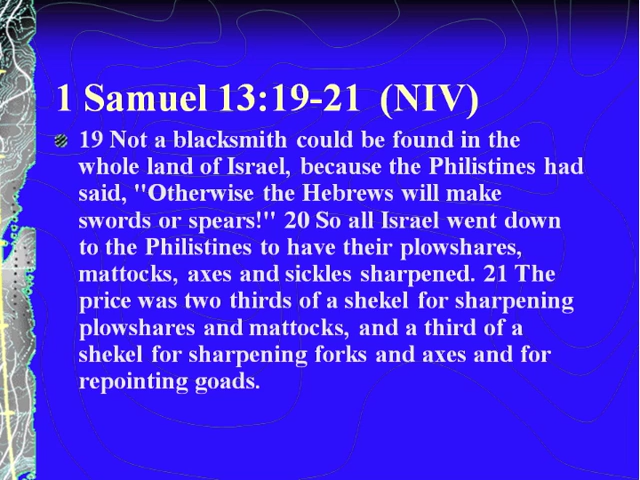 1 Samuel 13:19-21 (NIV)
19 Not a blacksmith could be found in the
whole land of Israel, because the Philistines had
said, "Otherwise the Hebrews will make
swords or spears!" 20 So all Israel went down
to the Philistines to have their plowshares,
mattocks, axes and sickles sharpened. 21 The
price was two thirds of a shekel for sharpening
plowshares and mattocks, and a third of a
shekel for sharpening forks and axes and for
repointing goads.